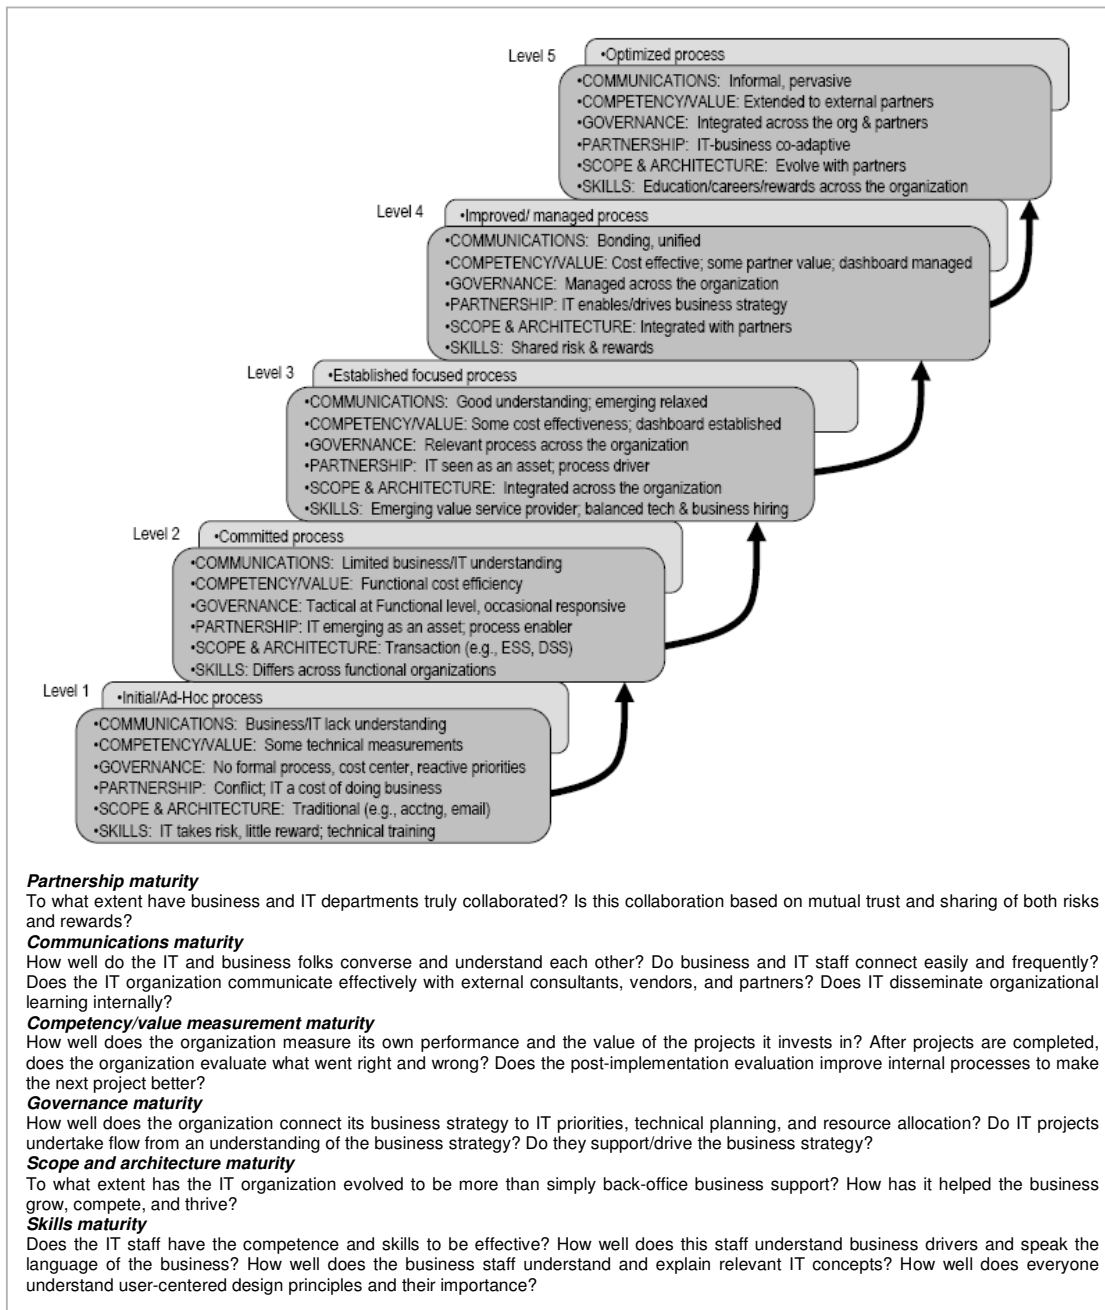 Level 5
•Optimized process
•COMMUNICATIONS: Informal, pervasive
•COMPETENCY/VALUE: Extended to external partners
•GOVERNANCE: Integrated across the org & partners
•PARTNERSHIP: IT-business co-adaptive
•SCOPE & ARCHITECTURE: Evolve with partners
•SKILLS: Education/careers/rewards across the organization
Level 4
•Improved/ managed process
•COMMUNICATIONS: Bonding, unified
•COMPETENCY/VALUE: Cost effective; some partner value; dashboard managed
•GOVERNANCE: Managed across the organization
•PARTNERSHIP: IT enables/drives business strategy
•SCOPE & ARCHITECTURE: Integrated with partners
•SKILLS: Shared risk & rewards
Level 3
•Established focused process
•COMMUNICATIONS: Good understanding; emerging relaxed
•COMPETENCY/VALUE: Some cost effectiveness; dashboard established
•GOVERNANCE: Relevant process across the organization
•PARTNERSHIP: IT seen as an asset; process driver
•SCOPE & ARCHITECTURE: Integrated across the organization
•SKILLS: Emerging value service provider; balanced tech & business hiring
Level 2
•Committed process
•COMMUNICATIONS: Limited business/IT understanding
•COMPETENCY/VALUE: Functional cost efficiency
•GOVERNANCE: Tactical at Functional level, occasional responsive
•PARTNERSHIP: IT emerging as an asset; process enabler
•SCOPE & ARCHITECTURE: Transaction (e.g., ESS, DSS)
•SKILLS: Differs across functional organizations
Level 1
•Initial/Ad-Hoc process
•COMMUNICATIONS: Business/IT lack understanding
•COMPETENCY/VALUE: Some technical measurements
•GOVERNANCE: No formal process, cost center, reactive priorities
•PARTNERSHIP: Conflict; IT a cost of doing business
•SCOPE & ARCHITECTURE: Traditional (e.g., acctng, email)
•SKILLS: IT takes risk, little reward; technical training
Partnership maturity
To what extent have business and IT departments truly collaborated? Is this collaboration based on mutual trust and sharing of both risks
and rewards?
Communications maturity
How well do the IT and business folks converse and understand each other? Do business and IT staff connect easily and frequently?
Does the IT organization communicate effectively with external consultants, vendors, and partners? Does IT disseminate organizational
learning internally?
Competency/value measurement maturity
How well does the organization measure its own performance and the value of the projects it invests in? After projects are completed,
does the organization evaluate what went right and wrong? Does the post-implementation evaluation improve internal processes to make
the next project better?
Governance maturity
How well does the organization connect its business strategy to IT priorities, technical planning, and resource allocation? Do IT projects
undertake flow from an understanding of the business strategy? Do they support/drive the business strategy?
Scope and architecture maturity
To what extent has the IT organization evolved to be more than simply back-office business support? How has it helped the business
grow, compete, and thrive?
Skills maturity
Does the IT staff have the competence and skills to be effective? How well does this staff understand business drivers and speak the
language of the business? How well does the business staff understand and explain relevant IT concepts? How well does everyone
understand user-centered design principles and their importance?